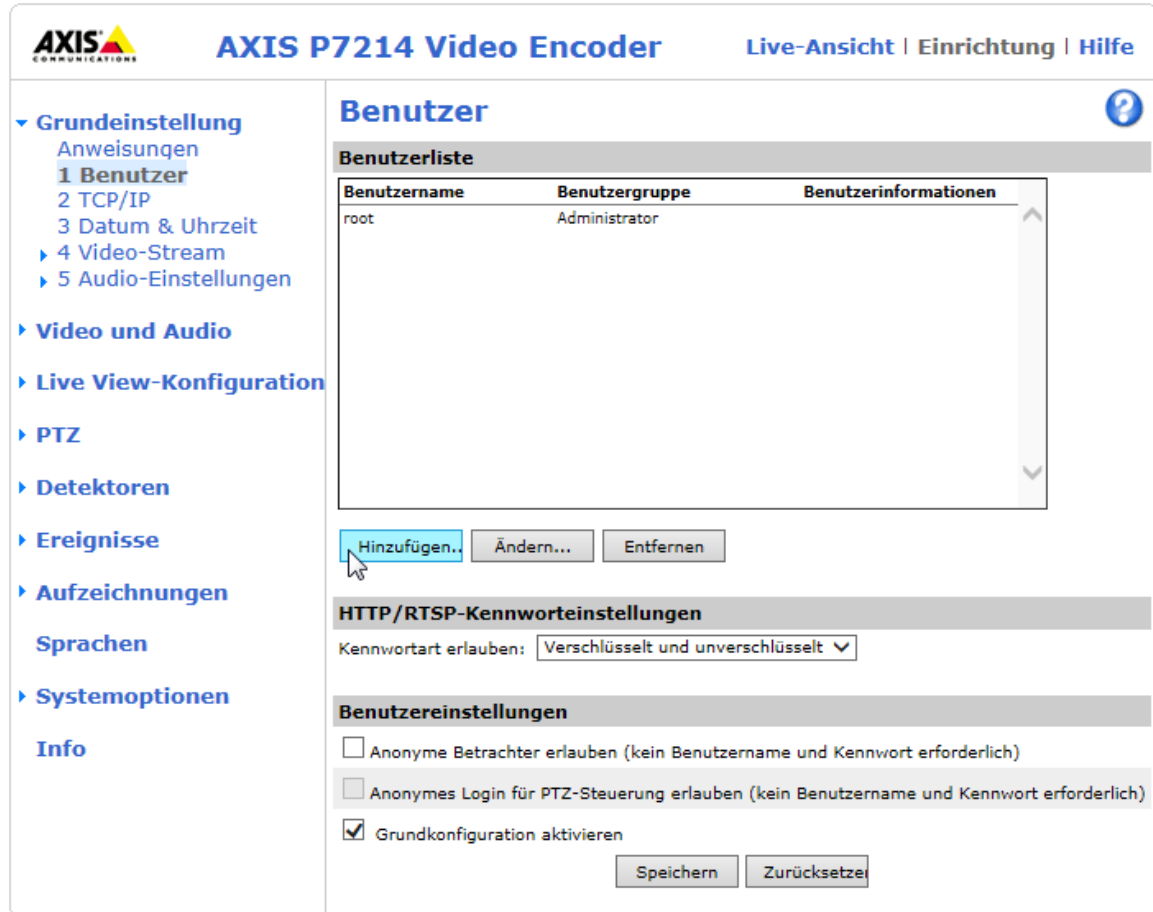 AXIS COMMUNICATIONS
AXIS P7214 Video Encoder
Live-Ansicht | Einrichtung | Hilfe
Grundeinstellung
Anweisungen
1 Benutzer
2 TCP/IP
3 Datum & Uhrzeit
4 Video-Stream
5 Audio-Einstellungen
Video und Audio
Live View-Konfiguration
PTZ
Detektoren
Ereignisse
Aufzeichnungen
Sprachen
Systemoptionen
Info
Benutzer
?
Benutzerliste
Benutzername Benutzergruppe Benutzerinformationen
root Administrator
Hinzufügen.. Ändern... Entfernen
HTTP/RTSP-Kennworteinstellungen
Kennwortart erlauben: Verschlüsselt und unverschlüsselt
Benutzereinstellungen
Anonyme Betrachter erlauben (kein Benutzername und Kennwort erforderlich)
Anonymes Login für PTZ-Steuerung erlauben (kein Benutzername und Kennwort erforderlich)
Grundkonfiguration aktivieren
Speichern Zurücksetzen